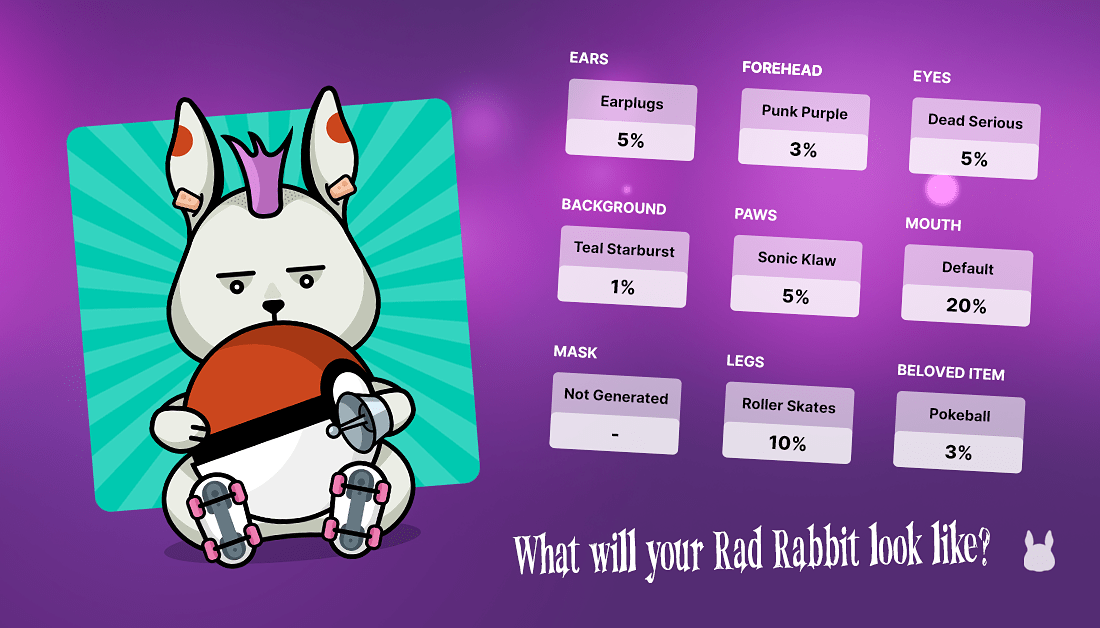 EARS
Earplugs
5%
FOREHEAD
Punk Purple
3%
EYES
Dead Serious
5%
BACKGROUND
Teal Starburst
1%
PAWS
Sonic Klaw
5%
MOUTH
Default
20%
MASK
Not Generated
-
LEGS
Roller Skates
10%
BELOVED ITEM
Pokeball
3%
What will your Rad Rabbit look like?